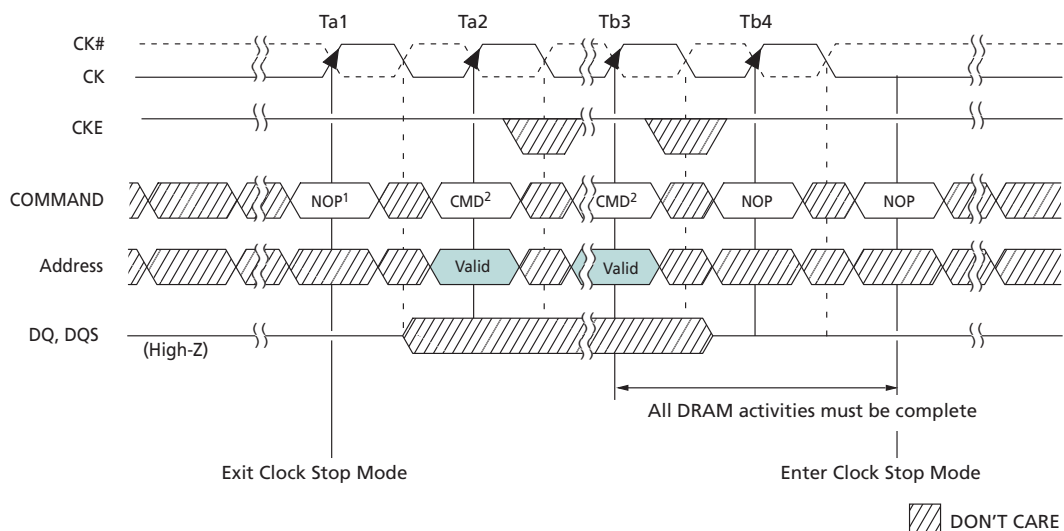 Ta1 Ta2 Tb3 Tb4
CK#
CK
CKE
COMMAND NOP¹ CMD² CMD² NOP NOP
Address Valid Valid
DQ, DQS
(High-Z)
All DRAM activities must be complete
Exit Clock Stop Mode Enter Clock Stop Mode
DON'T CARE